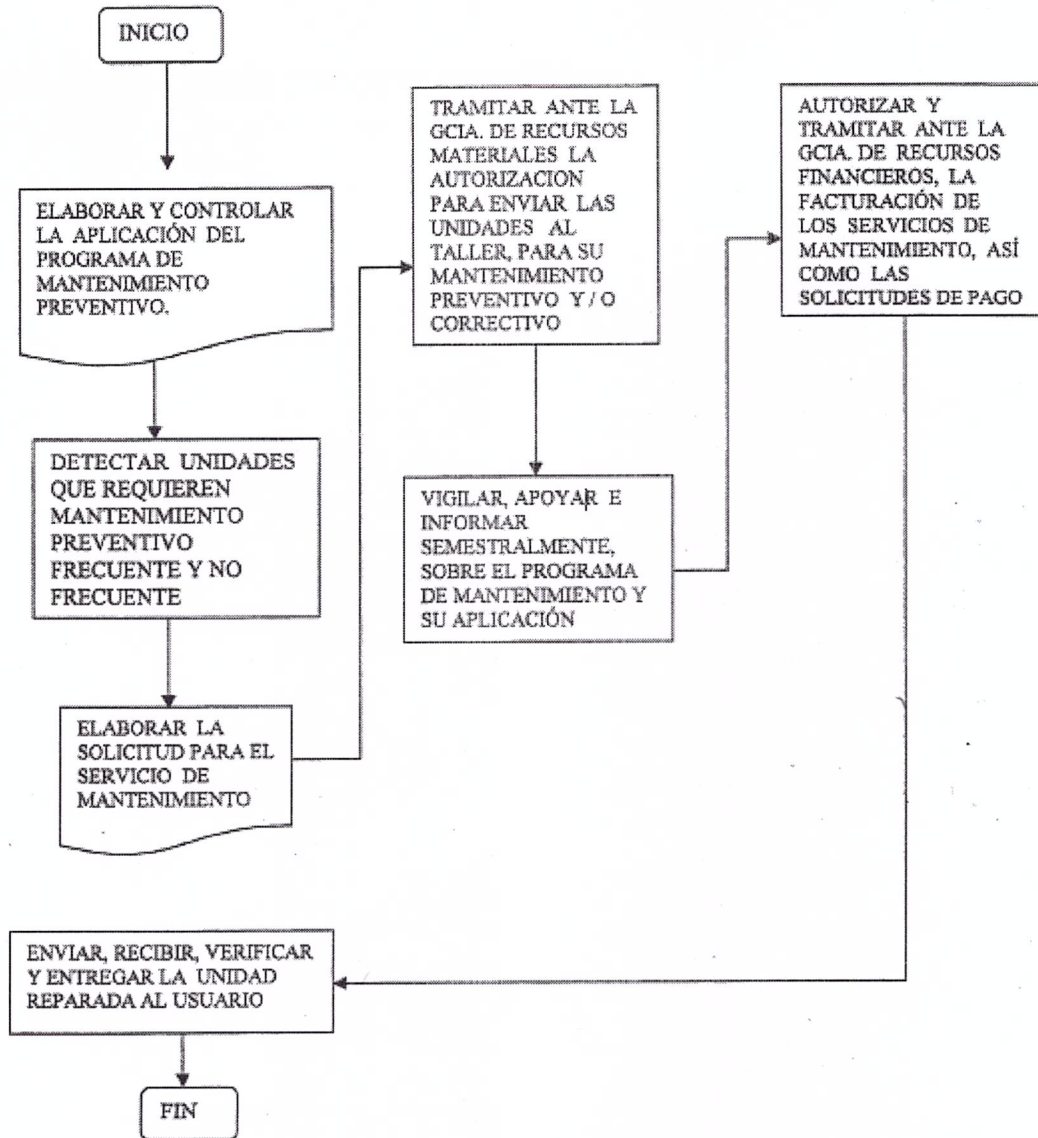 INICIO
ELABORAR Y CONTROLAR
LA APLICACIÓN DEL
PROGRAMA DE
MANTENIMIENTO
PREVENTIVO.
DETECTAR UNIDADES
QUE REQUIEREN
MANTENIMIENTO
PREVENTIVO
FRECUENTE Y NO
FRECUENTE
ELABORAR LA
SOLICITUD PARA EL
SERVICIO DE
MANTENIMIENTO
TRAMITAR ANTE LA
GCIA. DE RECURSOS
MATERIALES LA
AUTORIZACION
PARA ENVIAR LAS
UNIDADES AL
TALLER, PARA SU
MANTENIMIENTO
PREVENTIVO Y / O
CORRECTIVO
VIGILAR, APOYAR E
INFORMAR
SEMESTRALMENTE,
SOBRE EL PROGRAMA
DE MANTENIMIENTO Y
SU APLICACIÓN
AUTORIZAR Y
TRAMITAR ANTE LA
GCIA. DE RECURSOS
FINANCIEROS, LA
FACTURACIÓN DE
LOS SERVICIOS DE
MANTENIMIENTO, ASÍ
COMO LAS
SOLICITUDES DE PAGO
ENVIAR, RECIBIR, VERIFICAR
Y ENTREGAR LA UNIDAD
REPARADA AL USUARIO
FIN